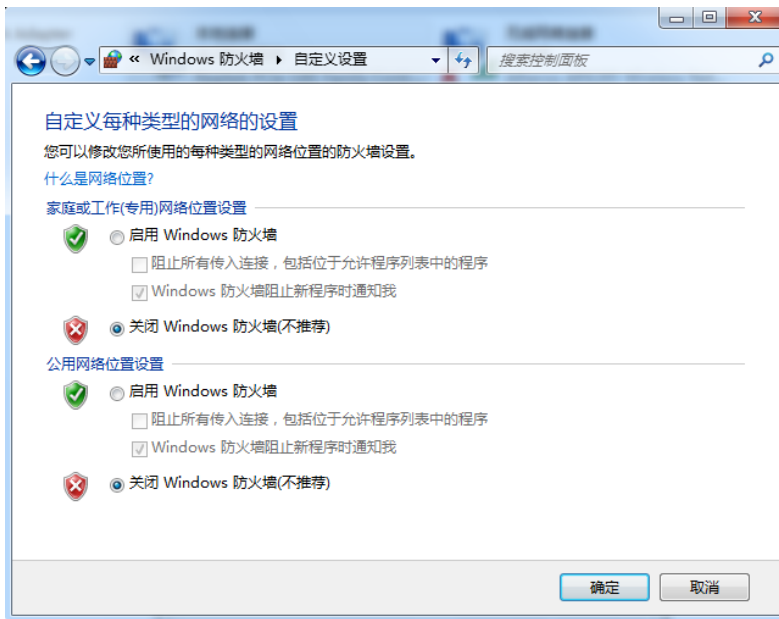 « Windows 防火墙 ▸ 自定义设置
搜索控制面板
自定义每种类型的网络的设置
您可以修改您所使用的每种类型的网络位置的防火墙设置。
什么是网络位置?
家庭或工作(专用)网络位置设置
启用 Windows 防火墙
阻止所有传入连接，包括位于允许程序列表中的程序
Windows 防火墙阻止新程序时通知我
关闭 Windows 防火墙(不推荐)
公用网络位置设置
启用 Windows 防火墙
阻止所有传入连接，包括位于允许程序列表中的程序
Windows 防火墙阻止新程序时通知我
关闭 Windows 防火墙(不推荐)
确定
取消